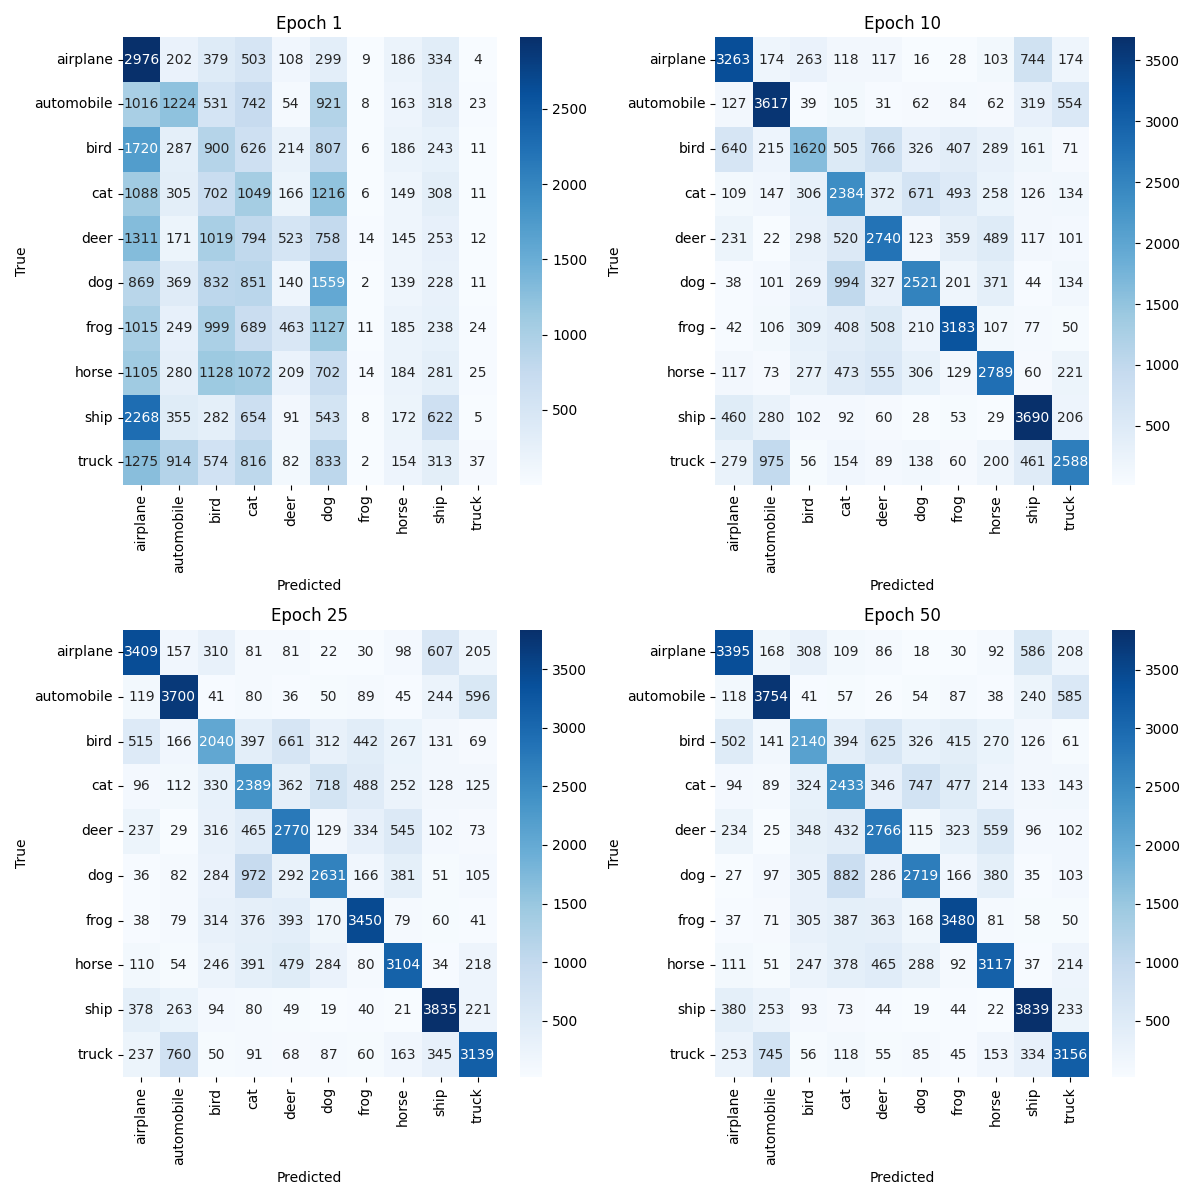 Epoch 1
airplane 2976 202 379 503 108 299 9 186 334 4
automobile 1016 1224 531 742 54 921 8 163 318 23
bird 1720 287 900 626 214 807 6 186 243 11
cat 1088 305 702 1049 166 1216 6 149 308 11
deer 1311 171 1019 794 523 758 14 145 253 12
dog 869 369 832 851 140 1559 2 139 228 11
frog 1015 249 999 689 463 1127 11 185 238 24
horse 1105 280 1128 1072 209 702 14 184 281 25
ship 2268 355 282 654 91 543 8 172 622 5
truck 1275 914 574 816 82 833 2 154 313 37
True
airplane automobile bird cat deer dog frog horse ship truck
Predicted
2500
2000
1500
1000
500
Epoch 10
airplane 3263 174 263 118 117 16 28 103 744 174
automobile 127 3617 39 105 31 62 84 62 319 554
bird 640 215 1620 505 766 326 407 289 161 71
cat 109 147 306 2384 372 671 493 258 126 134
deer 231 22 298 520 2740 123 359 489 117 101
dog 38 101 269 994 327 2521 201 371 44 134
frog 42 106 309 408 508 210 3183 107 77 50
horse 117 73 277 473 555 306 129 2789 60 221
ship 460 280 102 92 60 28 53 29 3690 206
truck 279 975 56 154 89 138 60 200 461 2588
True
airplane automobile bird cat deer dog frog horse ship truck
Predicted
3500
3000
2500
2000
1500
1000
500
Epoch 25
airplane 3409 157 310 81 81 22 30 98 607 205
automobile 119 3700 41 80 36 50 89 45 244 596
bird 515 166 2040 397 661 312 442 267 131 69
cat 96 112 330 2389 362 718 488 252 128 125
deer 237 29 316 465 2770 129 334 545 102 73
dog 36 82 284 972 292 2631 166 381 51 105
frog 38 79 314 376 393 170 3450 79 60 41
horse 110 54 246 391 479 284 80 3104 34 218
ship 378 263 94 80 49 19 40 21 3835 221
truck 237 760 50 91 68 87 60 163 345 3139
True
airplane automobile bird cat deer dog frog horse ship truck
Predicted
3500
3000
2500
2000
1500
1000
500
Epoch 50
airplane 3395 168 308 109 86 18 30 92 586 208
automobile 118 3754 41 57 26 54 87 38 240 585
bird 502 141 2140 394 625 326 415 270 126 61
cat 94 89 324 2433 346 747 477 214 133 143
deer 234 25 348 432 2766 115 323 559 96 102
dog 27 97 305 882 286 2719 166 380 35 103
frog 37 71 305 387 363 168 3480 81 58 50
horse 111 51 247 378 465 288 92 3117 37 214
ship 380 253 93 73 44 19 44 22 3839 233
truck 253 745 56 118 55 85 45 153 334 3156
True
airplane automobile bird cat deer dog frog horse ship truck
Predicted
3500
3000
2500
2000
1500
1000
500